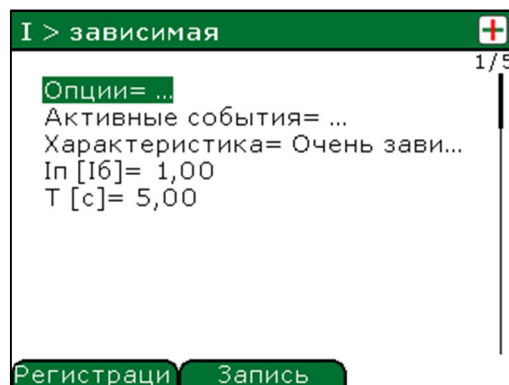 I > зависимая
1/5
Опции= ...
Активные события= ...
Характеристика= Очень зави...
Iп [Iб]= 1,00
T [c]= 5,00
Регистраци Запись